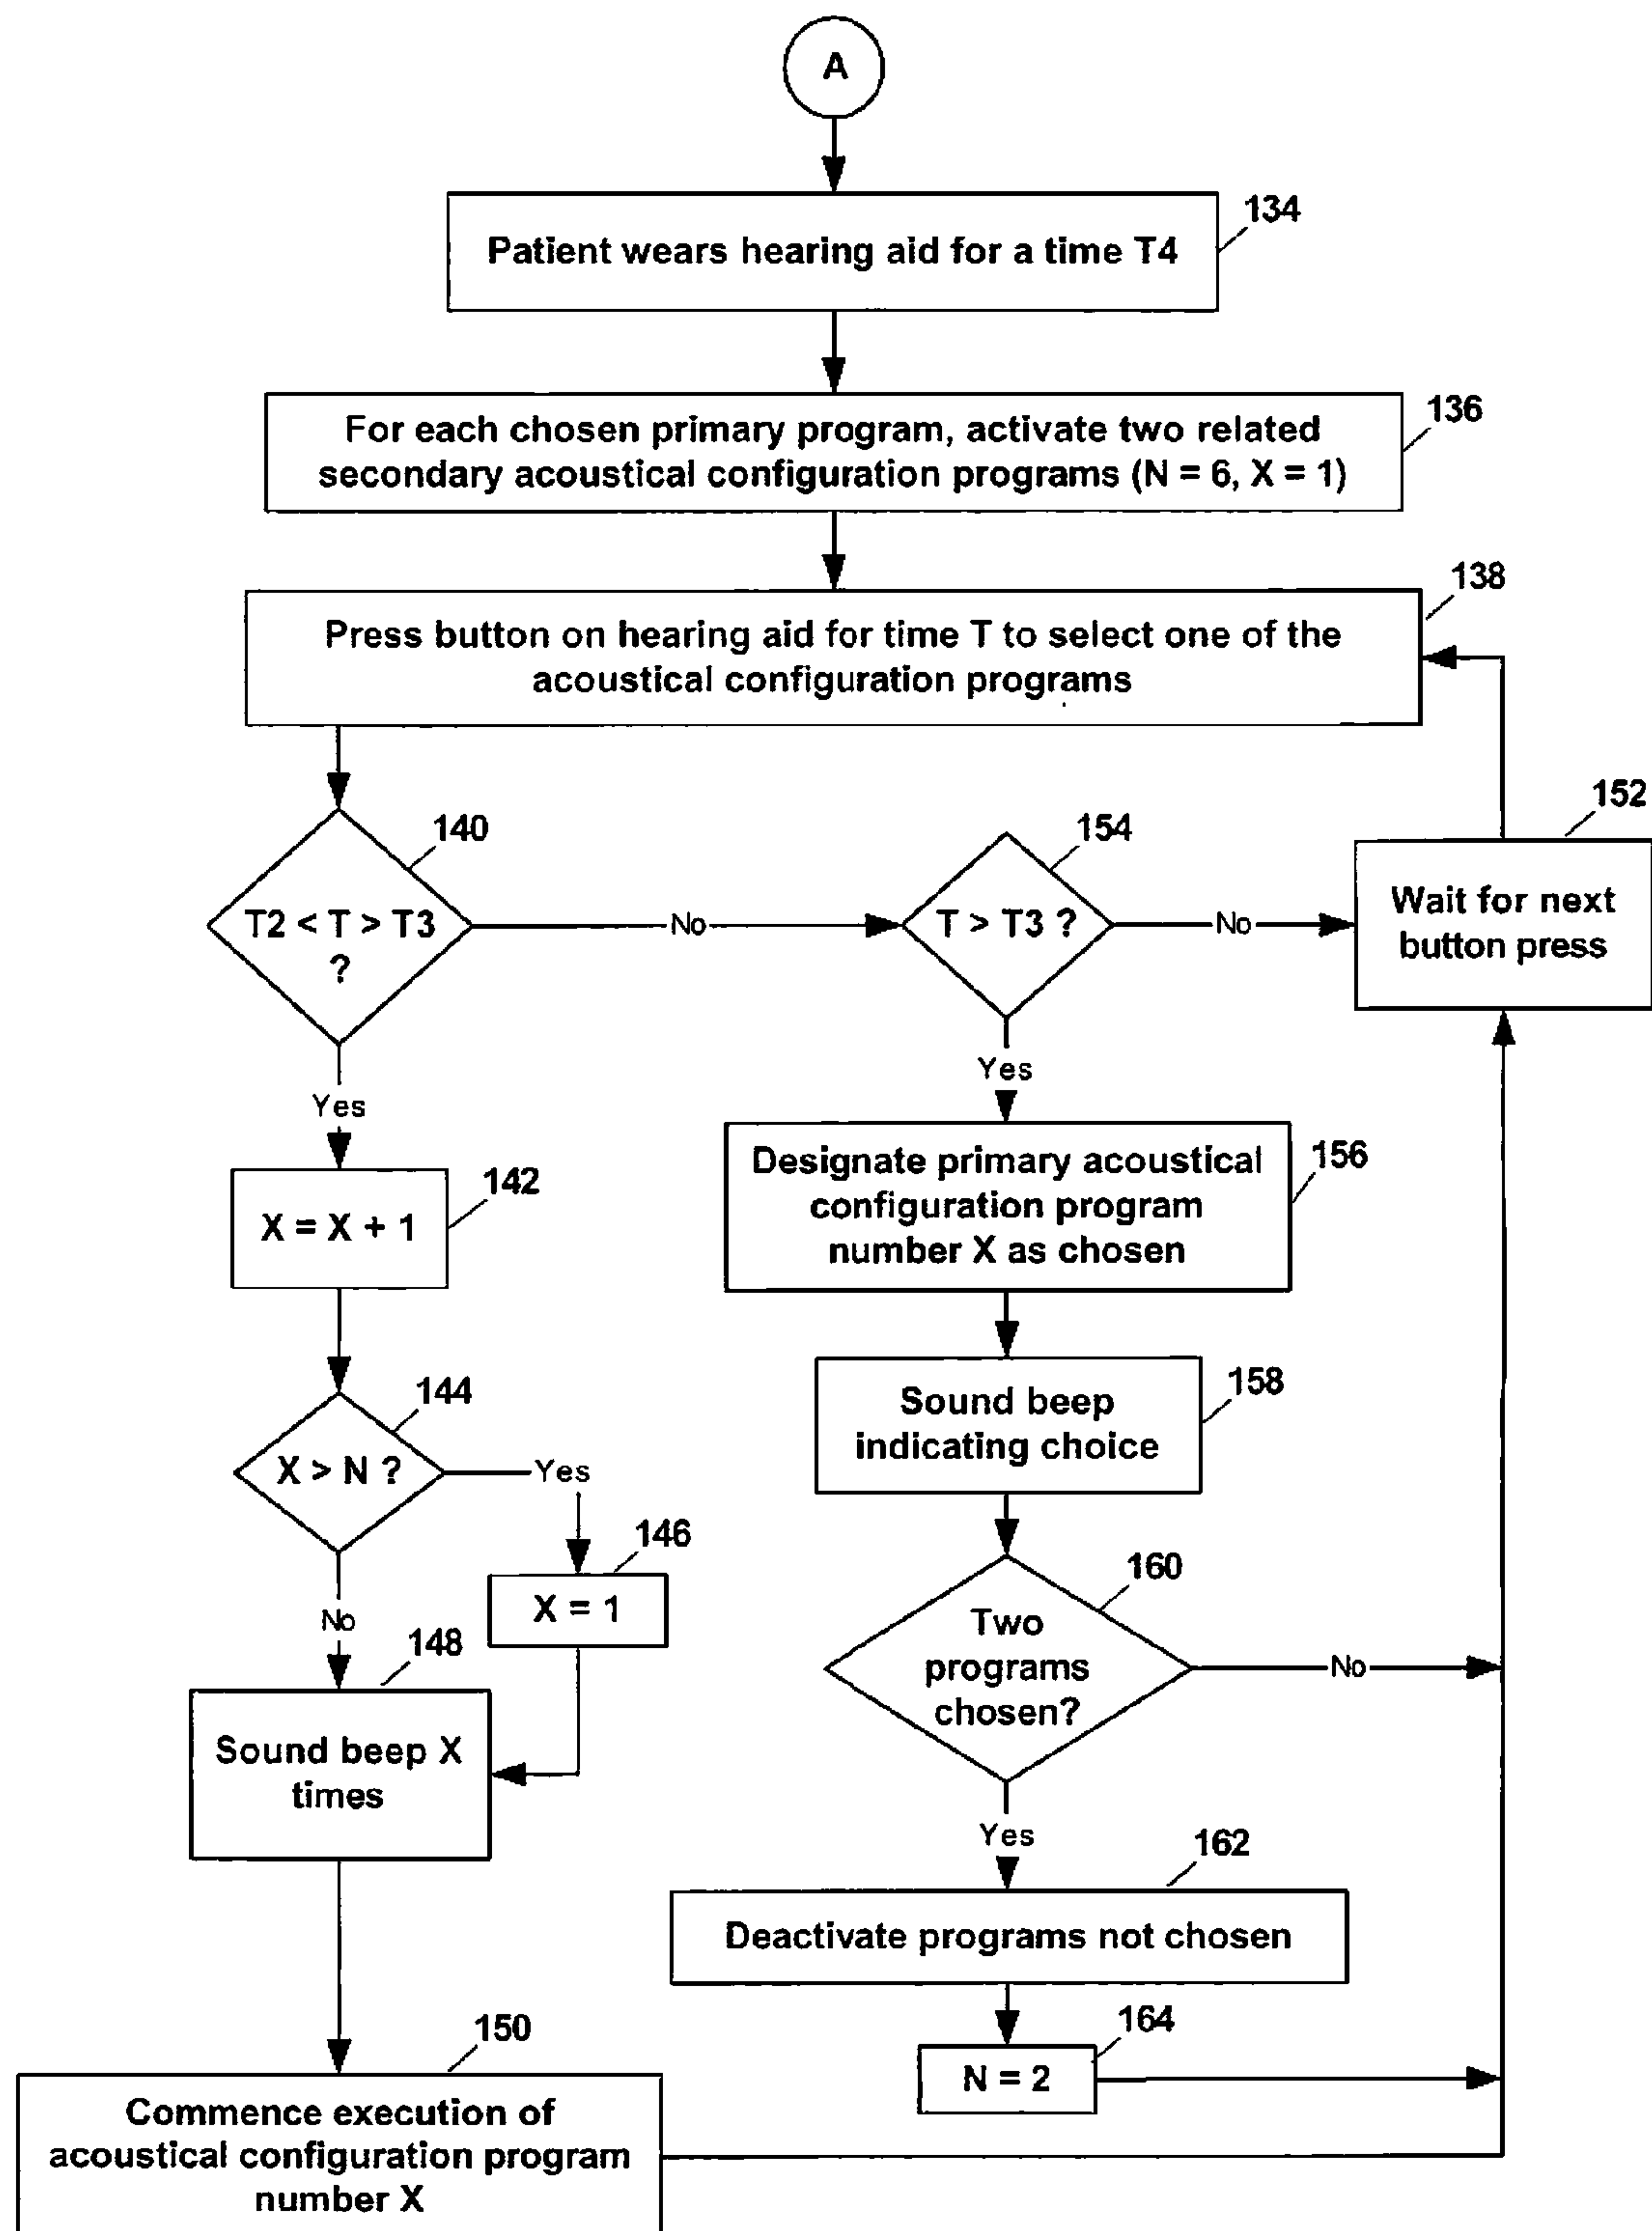 A
134
Patient wears hearing aid for a time T4
136
For each chosen primary program, activate two related
secondary acoustical configuration programs (N = 6, X = 1)
138
Press button on hearing aid for time T to select one of the
acoustical configuration programs
140
T2 < T > T3
?
No
154
T > T3 ?
No
152
Wait for next
button press
Yes
142
X = X + 1
144
X > N ?
Yes
146
X = 1
No
148
Sound beep X
times
150
Commence execution of
acoustical configuration program
number X
Yes
156
Designate primary acoustical
configuration program
number X as chosen
158
Sound beep
indicating choice
160
Two
programs
chosen?
No
Yes
162
Deactivate programs not chosen
164
N = 2